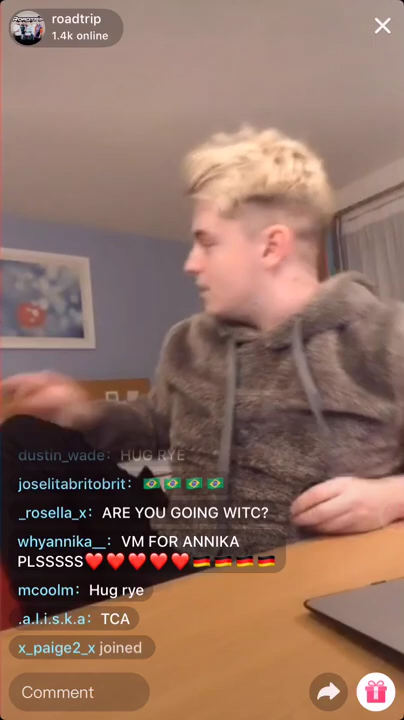 roadtrip
1.4k online
dustin_wade: HUG RYE
joselitabritobrit: 🇧🇷 🇧🇷 🇧🇷 🇧🇷
_rosella_x: ARE YOU GOING WITC?
whyannika__: VM FOR ANNIKA
PLSSSSS❤️❤️❤️❤️❤️🇩🇪🇩🇪🇩🇪🇩🇪
mcoolm: Hug rye
.a.l.i.s.k.a: TCA
x_paige2_x joined
Comment